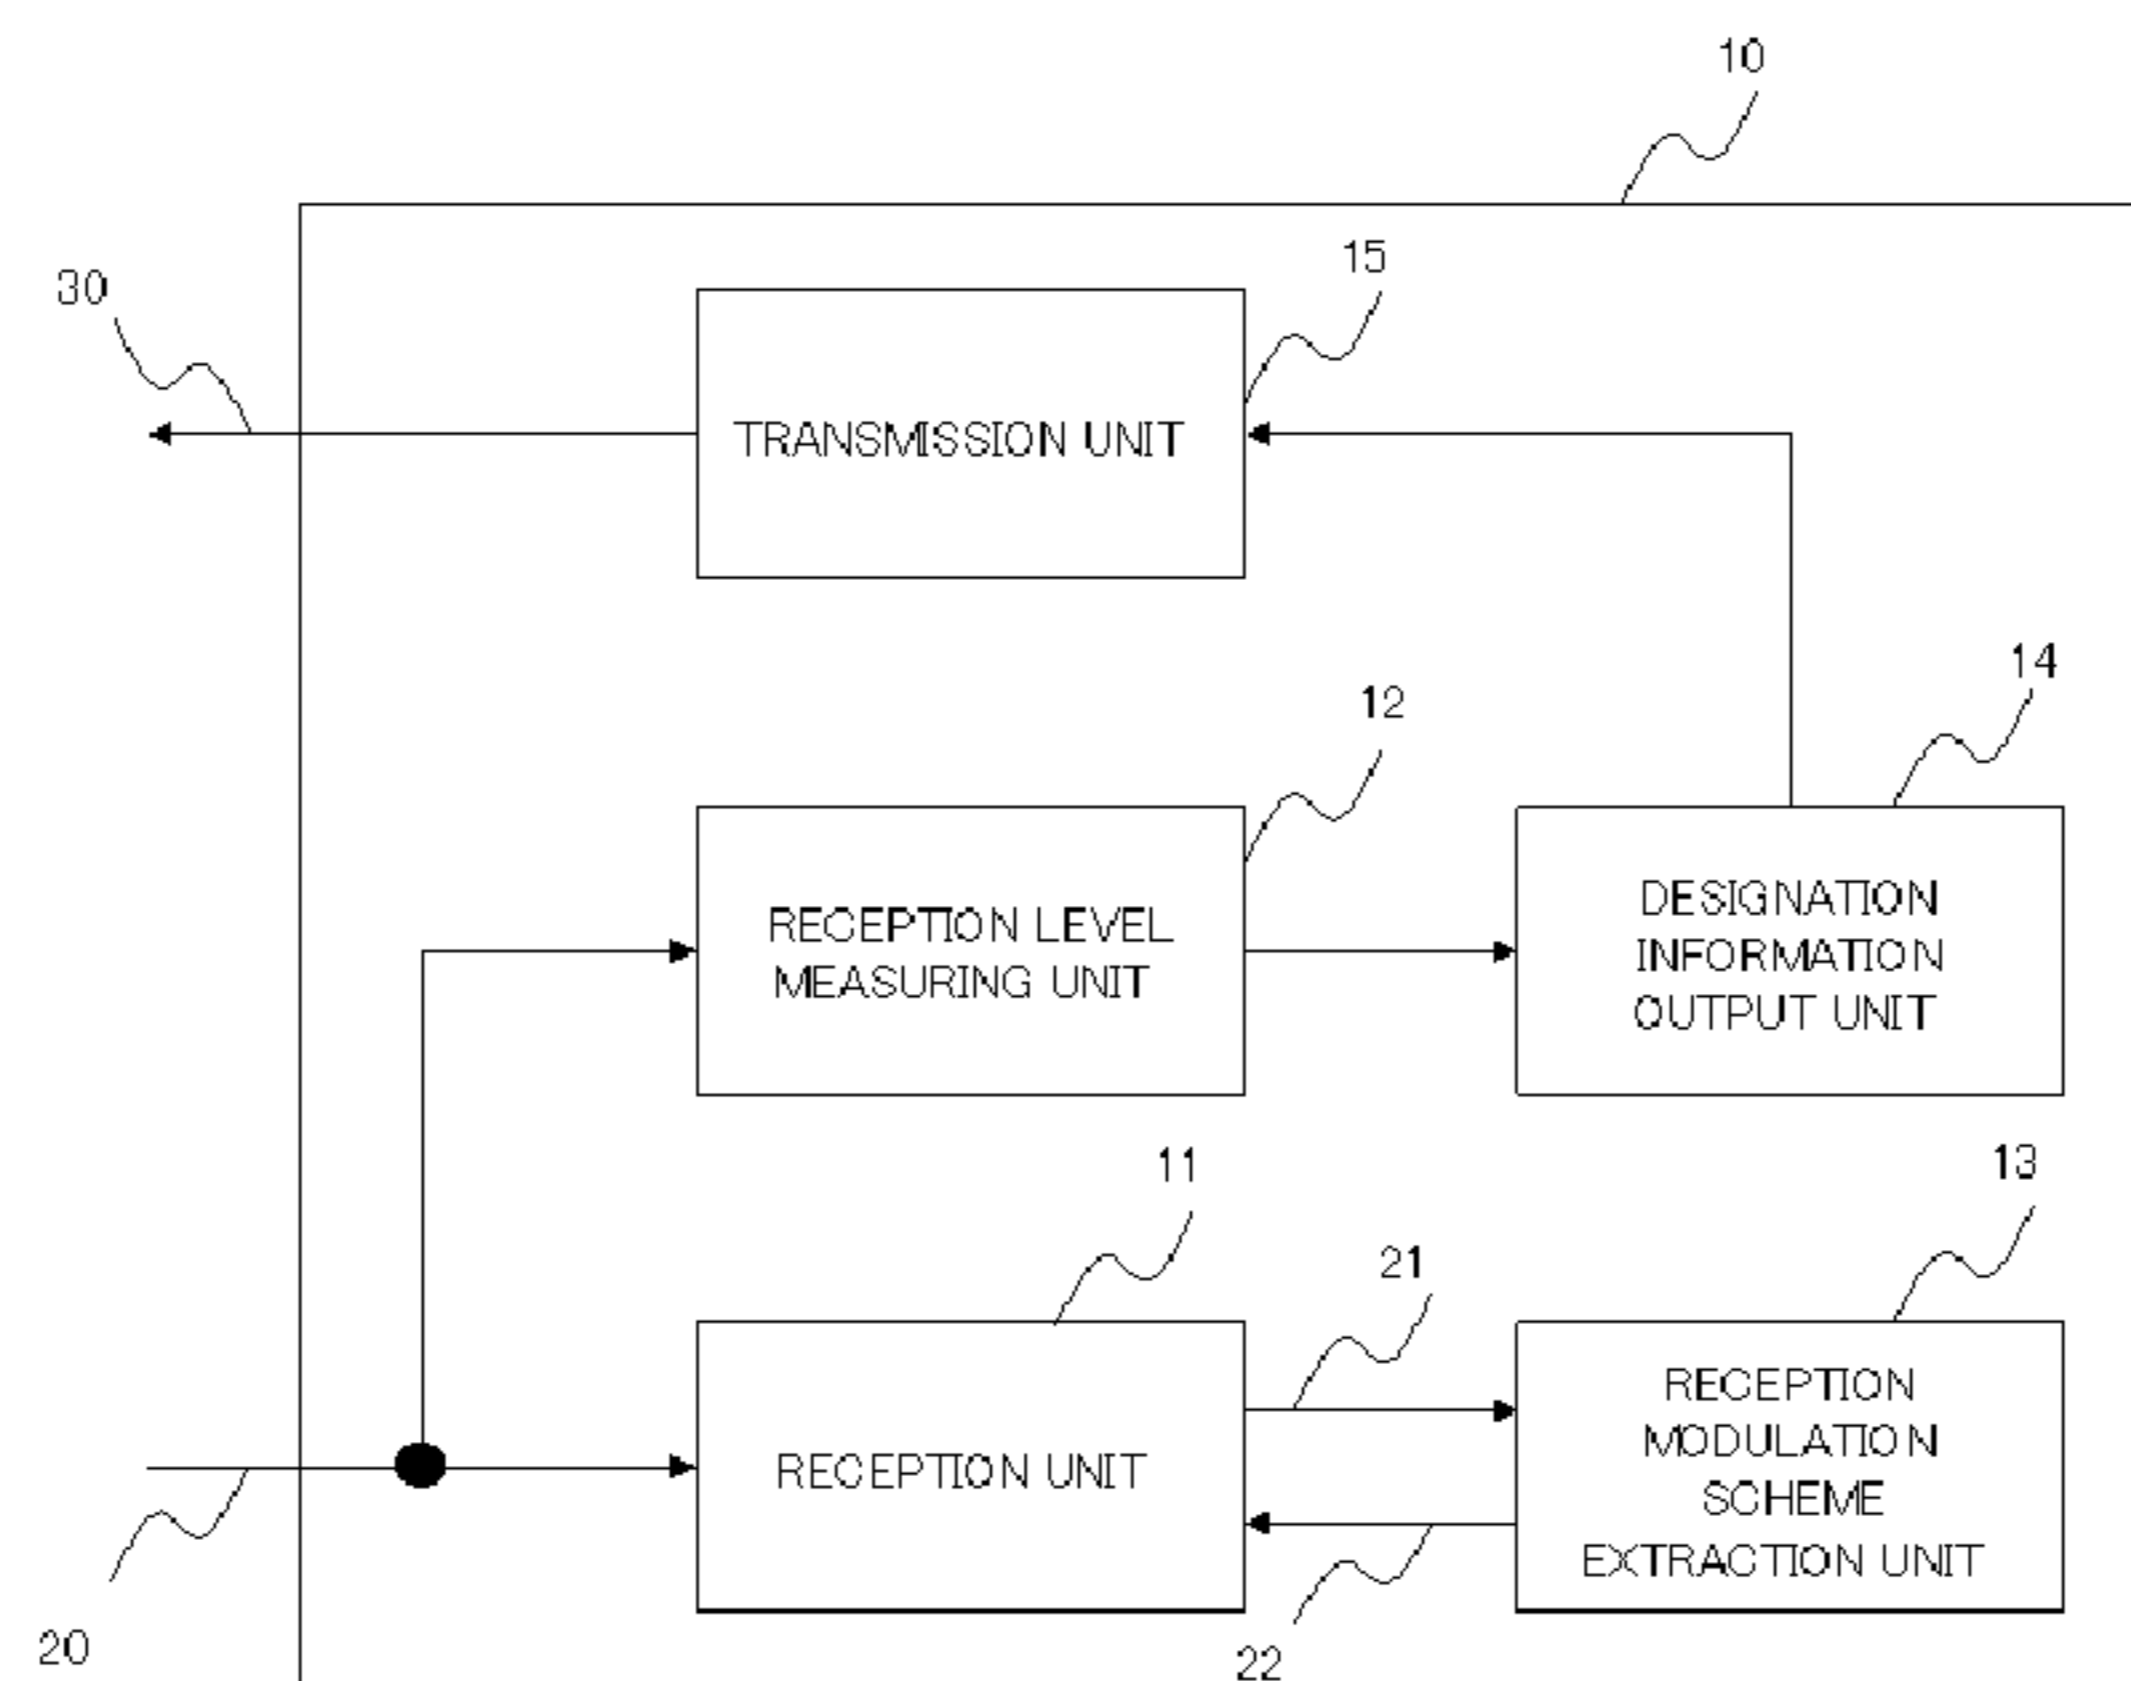 10
15
30
TRANSMISSION UNIT
14
12
DESIGNATION
INFORMATION
OUTPUT UNIT
RECEPTION LEVEL
MEASURING UNIT
11
13
21
RECEPTION
MODULATION
SCHEME
EXTRACTION UNIT
RECEPTION UNIT
20
22